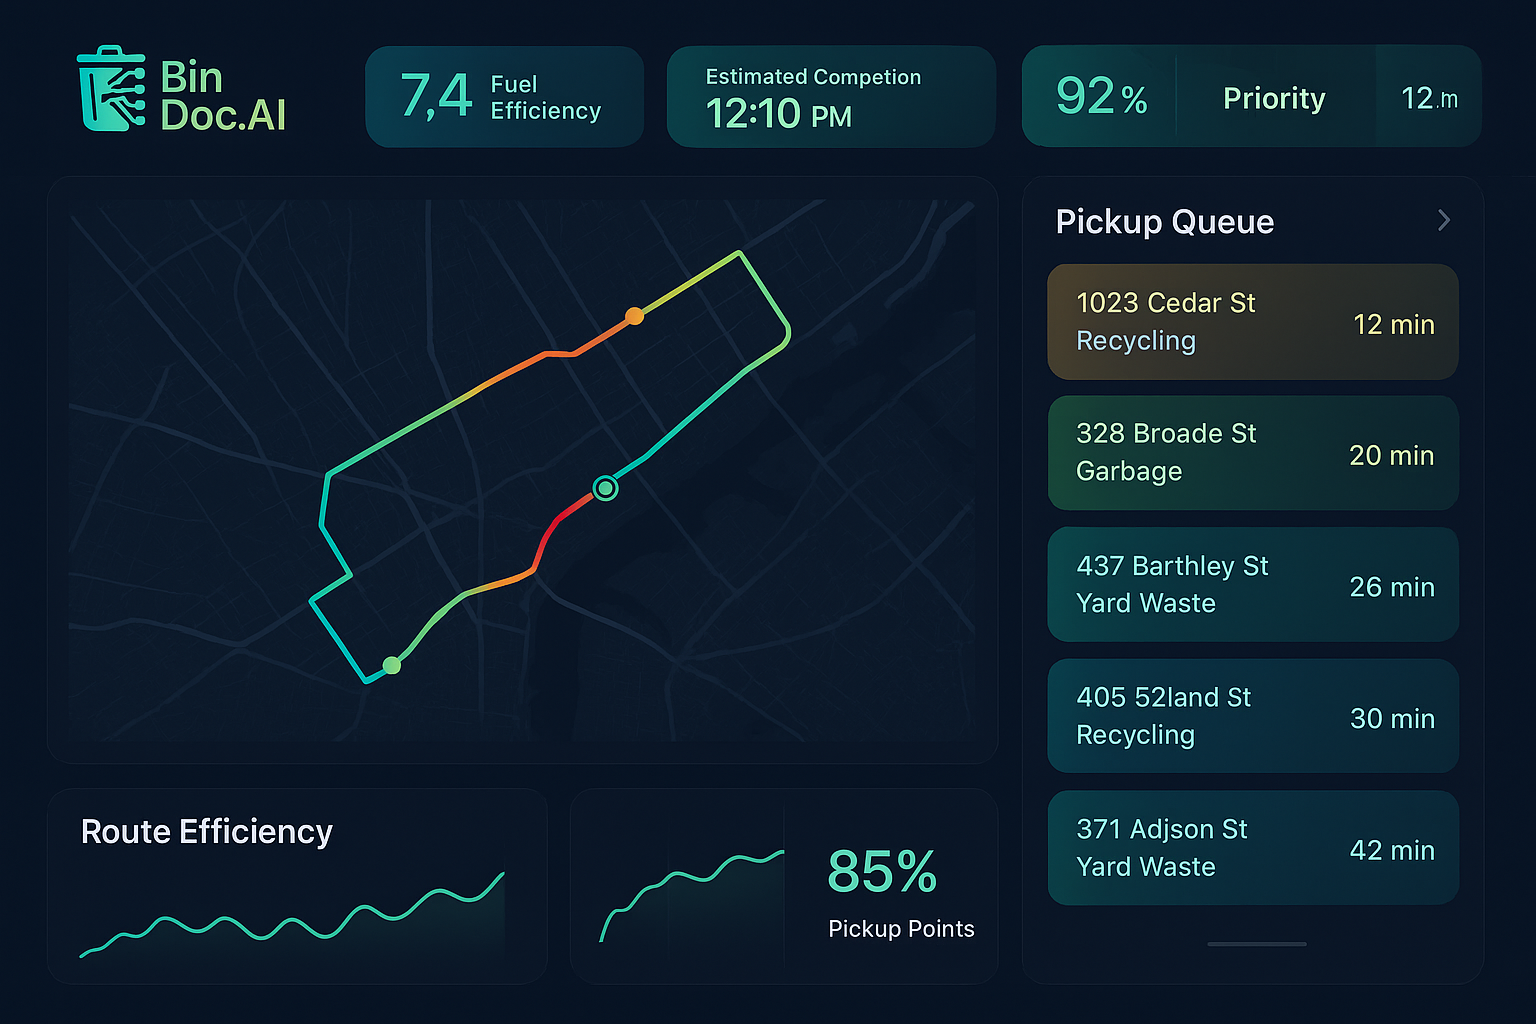 Bin
Doc.AI
7,4
Fuel
Efficiency
Estimated Competion
12:10 PM
92%
Priority
12.m
Pickup Queue
1023 Cedar St
Recycling
12 min
328 Broade St
Garbage
20 min
437 Barthley St
Yard Waste
26 min
405 52land St
Recycling
30 min
371 Adjson St
Yard Waste
42 min
Route Efficiency
85%
Pickup Points